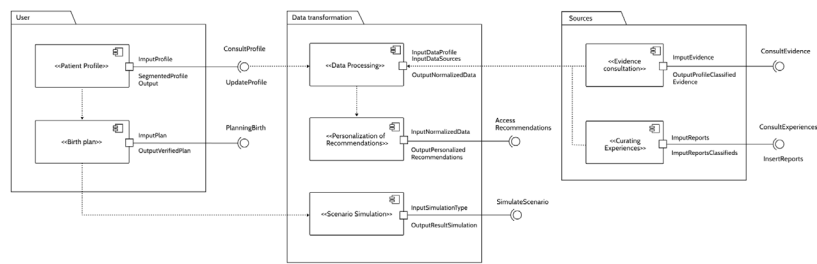 User
<<Patient Profile>>
InputProfile
SegmentedProfile
Output
ConsultProfile
UpdateProfile
<<Birth plan>>
ImputPlan
OutputVerifiedPlan
PlanningBirth
Data transformation
<<Data Processing>>
InputDataProfile
InputDataSources
OutputNormalizedData
<<Personalization of
Recommendations>>
InputNormalizedData
OutputPersonalized
Recommendations
Access
Recommendations
<<Scenario Simulation>>
InputSimulationType
OutputResultSimulation
SimulateScenario
Sources
<<Evidence
consultation>>
ImputEvidence
OutputProfileClassified
Evidence
ConsultEvidence
<<Curating
Experiences>>
ImputReports
ImputReportsClassifieds
ConsultExperiences
InsertReports